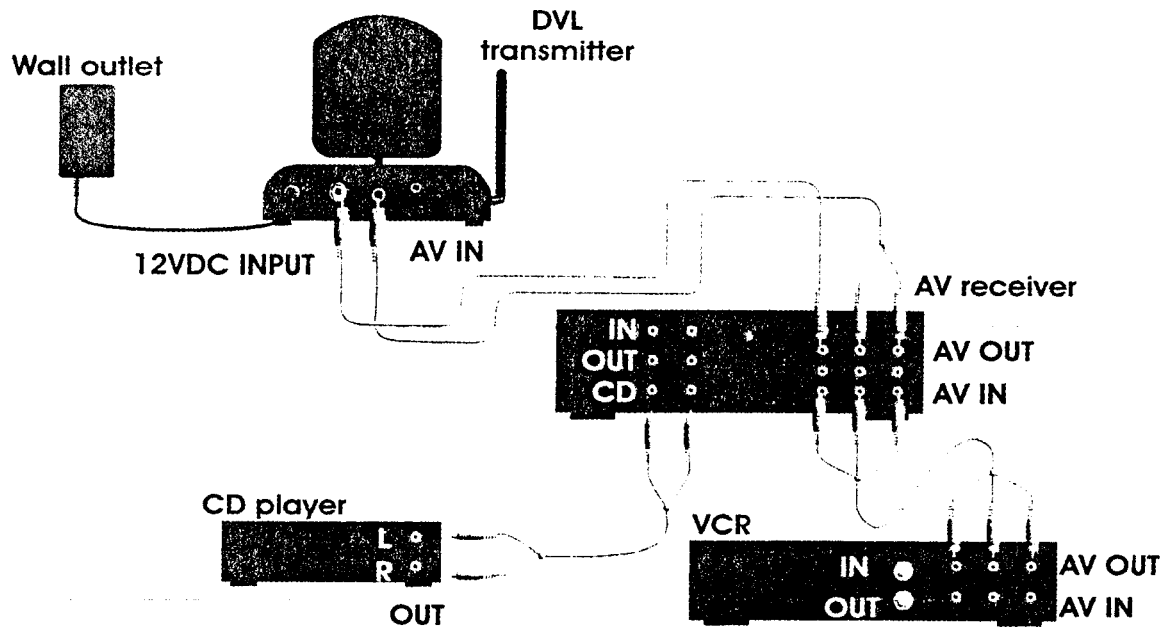 DVL
transmitter
Wall outlet
12VDC INPUT
AV IN
AV receiver
IN
OUT
CD
AV OUT
AV IN
CD player
L
R
OUT
VCR
IN
OUT
AV OUT
AV IN